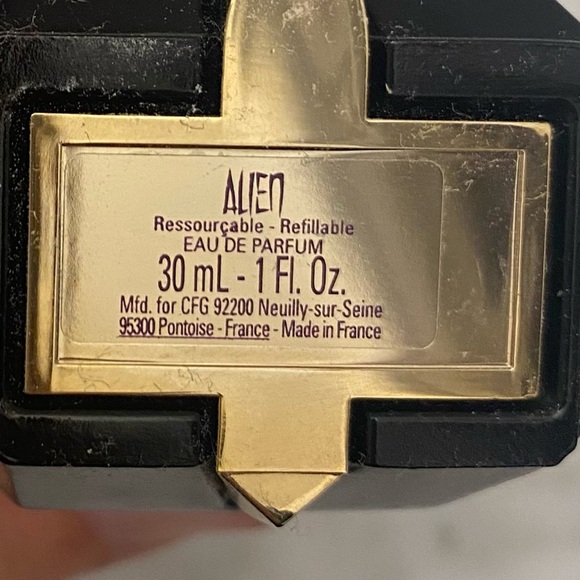 ALIEN
Ressourçable - Refillable
EAU DE PARFUM
30 mL - 1 Fl. Oz.
Mfd. for CFG 92200 Neuilly-sur-Seine
95300 Pontoise - France - Made in France